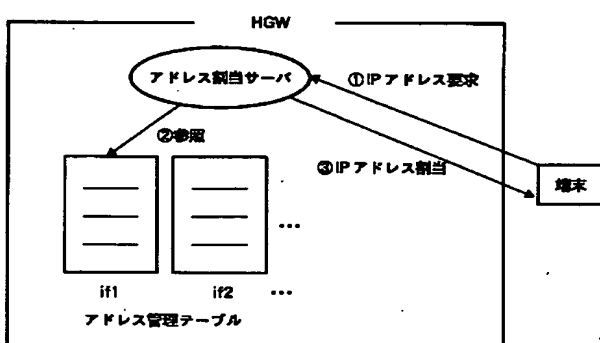 HGW
アドレス割当サーバ
①IPアドレス要求
②参照
③IPアドレス割当
端末
...
if1 if2 ...
アドレス管理テーブル